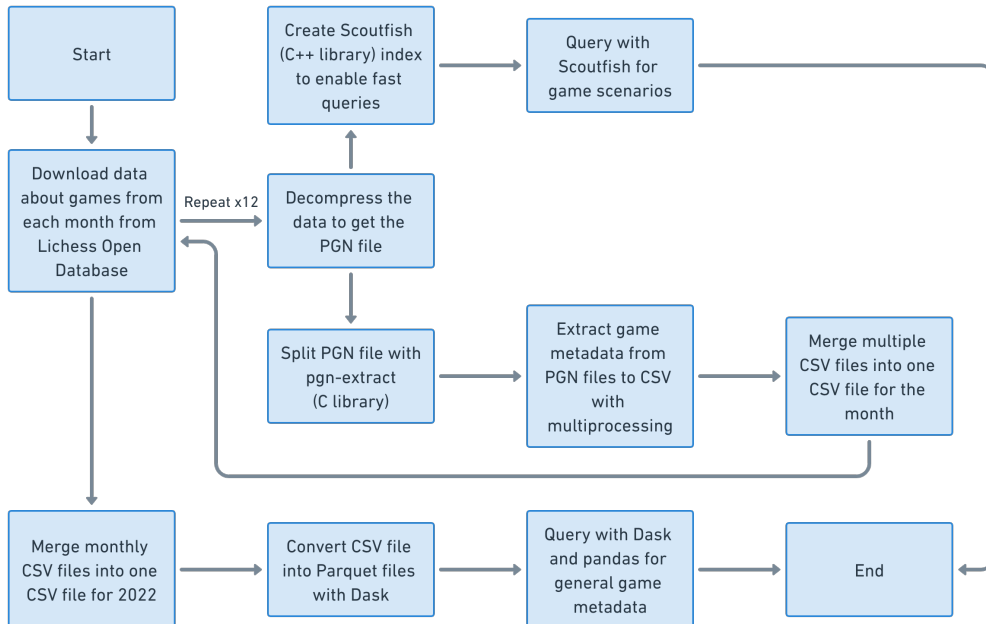 Start
Create Scoutfish
(C++ library) index
to enable fast
queries
Query with
Scoutfish for
game scenarios
Download data
about games from
each month from
Lichess Open
Database
Repeat x12
Decompress the
data to get the
PGN file
Split PGN file with
pgn-extract
(C library)
Extract game
metadata from
PGN files to CSV
with
multiprocessing
Merge multiple
CSV files into one
CSV file for the
month
Merge monthly
CSV files into one
CSV file for 2022
Convert CSV file
into Parquet files
with Dask
Query with Dask
and pandas for
general game
metadata
End